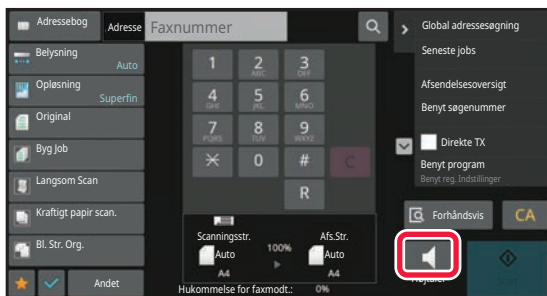 Adressebog
Adresse
Faxnummer
Global adressesøgning
Belysning
Auto
Seneste jobs
Opløsning
Superfin
Afsendelsesoversigt
Original
Benyt søgenummer
Byg Job
Direkte TX
Langsom Scan
Benyt program
Benyt reg. Indstillinger
Kraftigt papir scan.
Bl. Str. Org.
Andet
1
2
ABC
3
DEF
4
GHI
5
JKL
6
MNO
7
PQRS
8
TUV
9
WXYZ
0
#
C
R
Scanningsstr.
Auto
A4
100%
Afs.Str.
Auto
A4
Hukommelse for faxmodt.:
0%
Forhåndsvis
CA
Højtaler
Start